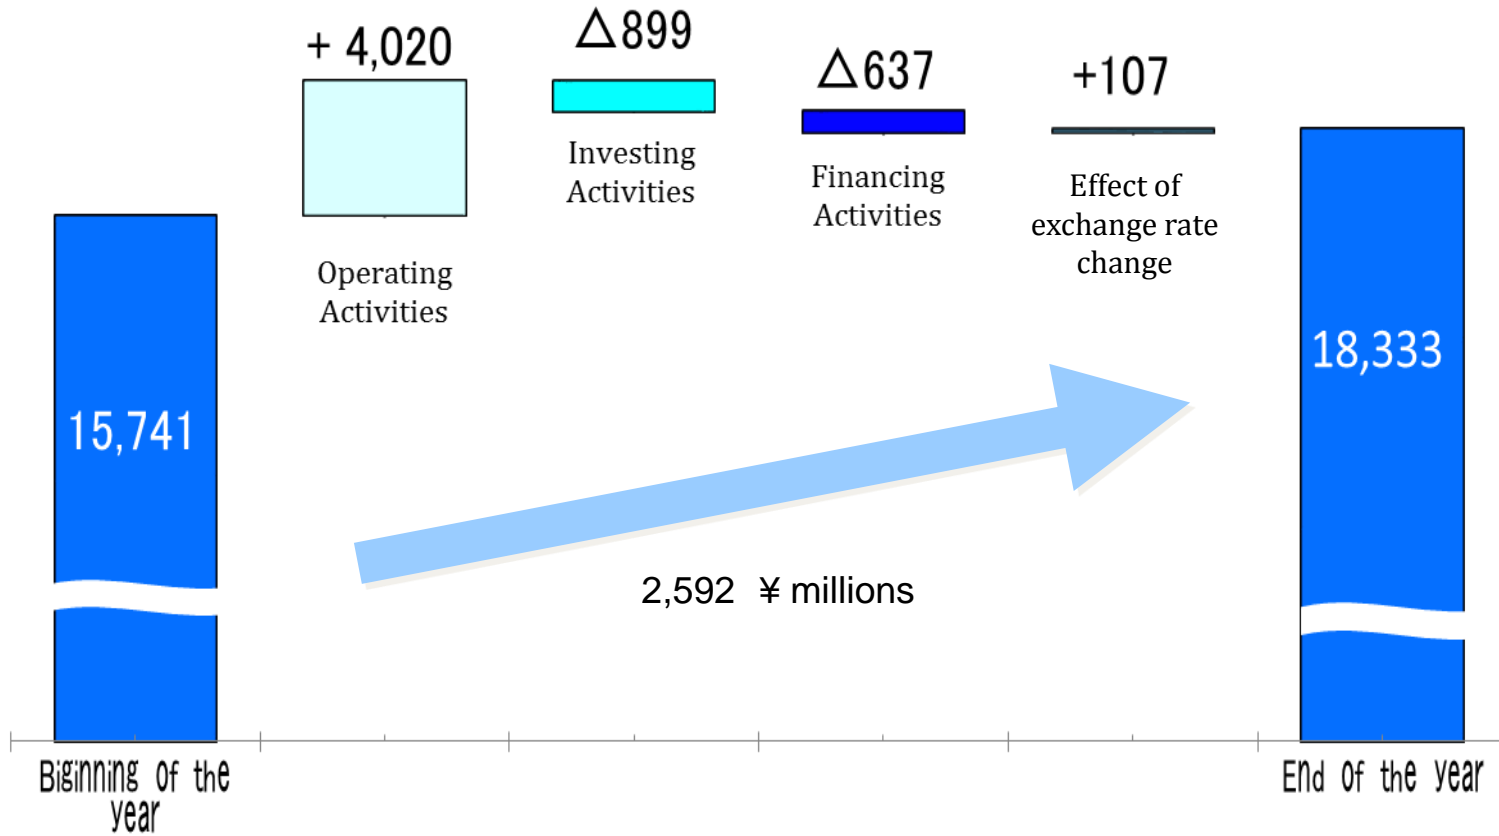 + 4,020
△899
△637
+107
Investing
Activities
Financing
Activities
Effect of
exchange rate
change
Operating
Activities
15,741
18,333
2,592 ¥ millions
Biginning of the
year
End of the year